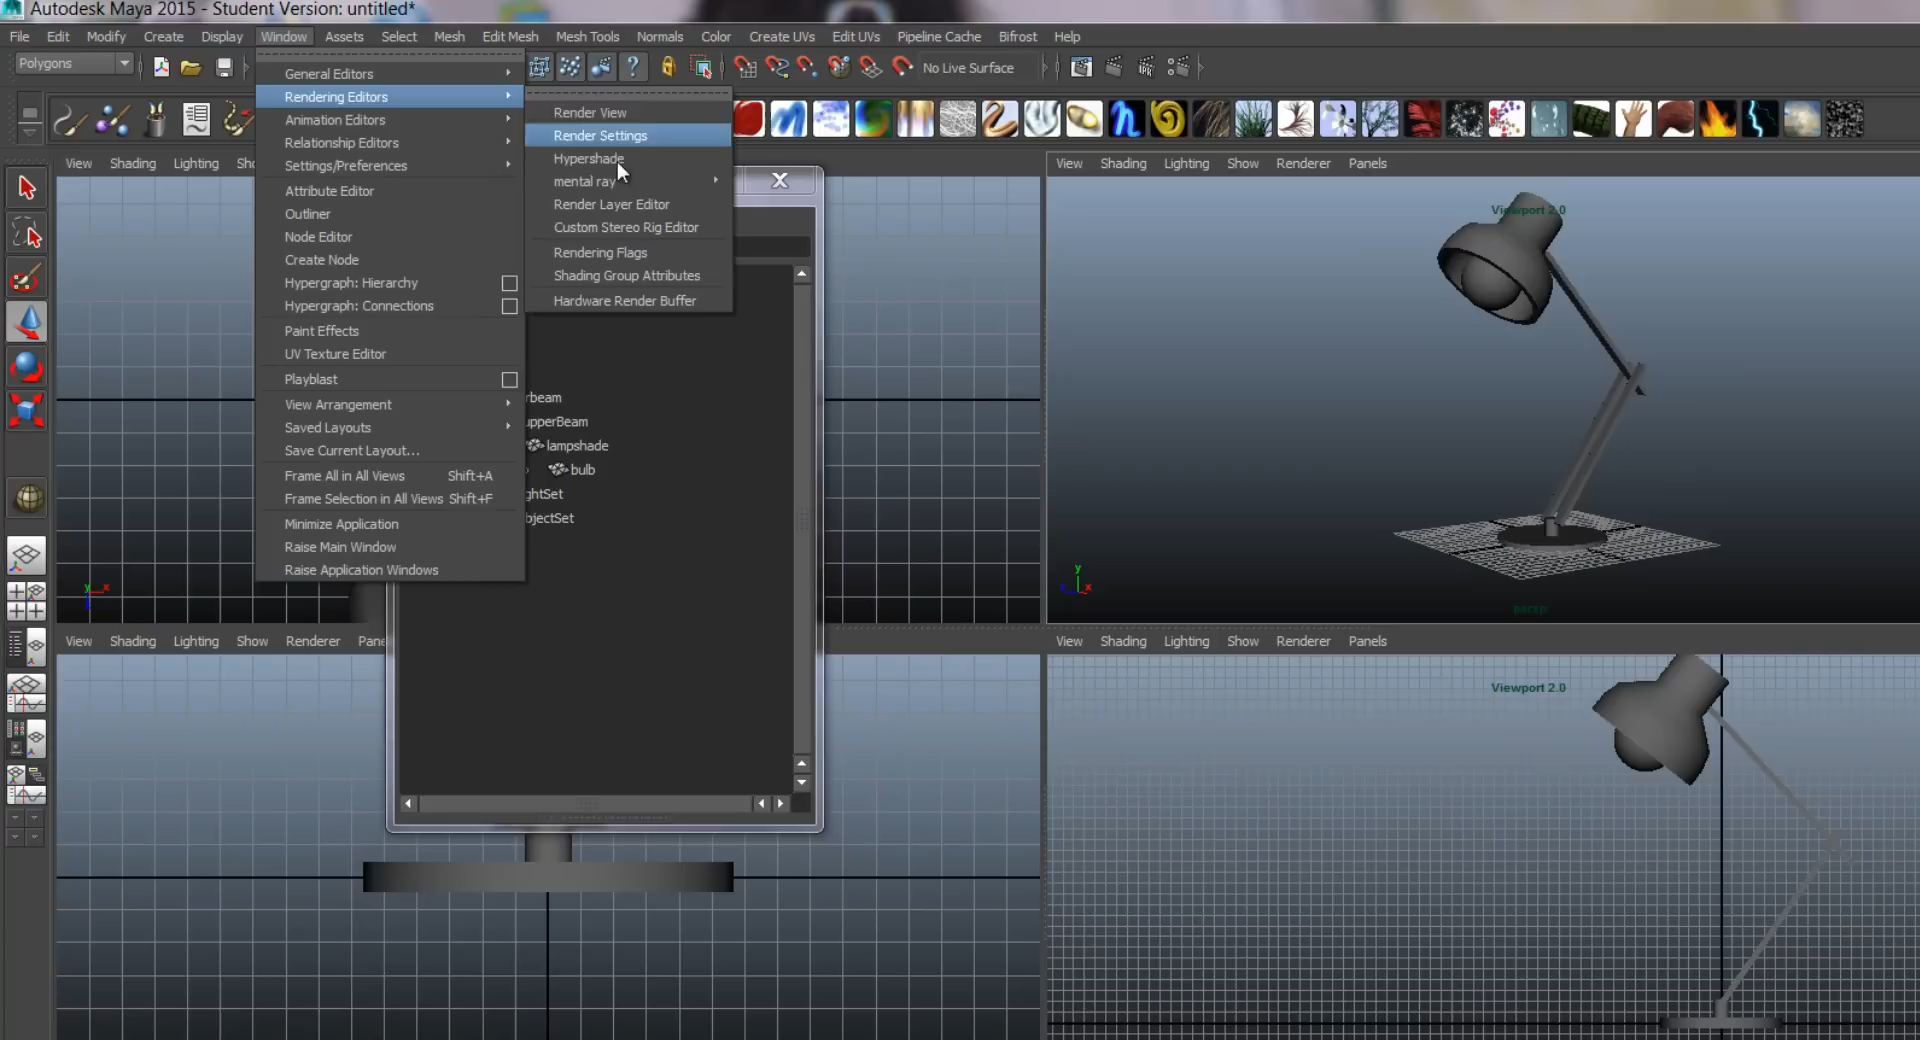 Autodesk Maya 2015 - Student Version: untitled*
File Edit Modify Create Display Window Assets Select Mesh Edit Mesh Mesh Tools Normals Color Create UVs Edit UVs Pipeline Cache Bifrost Help
Polygons
No Live Surface
General Editors
Rendering Editors
Animation Editors
Relationship Editors
Settings/Preferences
Attribute Editor
Outliner
Node Editor
Create Node
Hypergraph: Hierarchy
Hypergraph: Connections
Paint Effects
UV Texture Editor
Playblast
View Arrangement
Saved Layouts
Save Current Layout...
Frame All in All Views Shift+A
Frame Selection in All Views Shift+F
Minimize Application
Raise Main Window
Raise Application Windows
Render View
Render Settings
Hypershade
mental ray
Render Layer Editor
Custom Stereo Rig Editor
Rendering Flags
Shading Group Attributes
Hardware Render Buffer
View Shading Lighting Sh
rbeam
upperBeam
lampshade
bulb
ghtSet
bjectSet
y x
View Shading Lighting Show Renderer Panels
Viewport 2.0
y
x
persp
View Shading Lighting Show Renderer Pane
View Shading Lighting Show Renderer Panels
Viewport 2.0